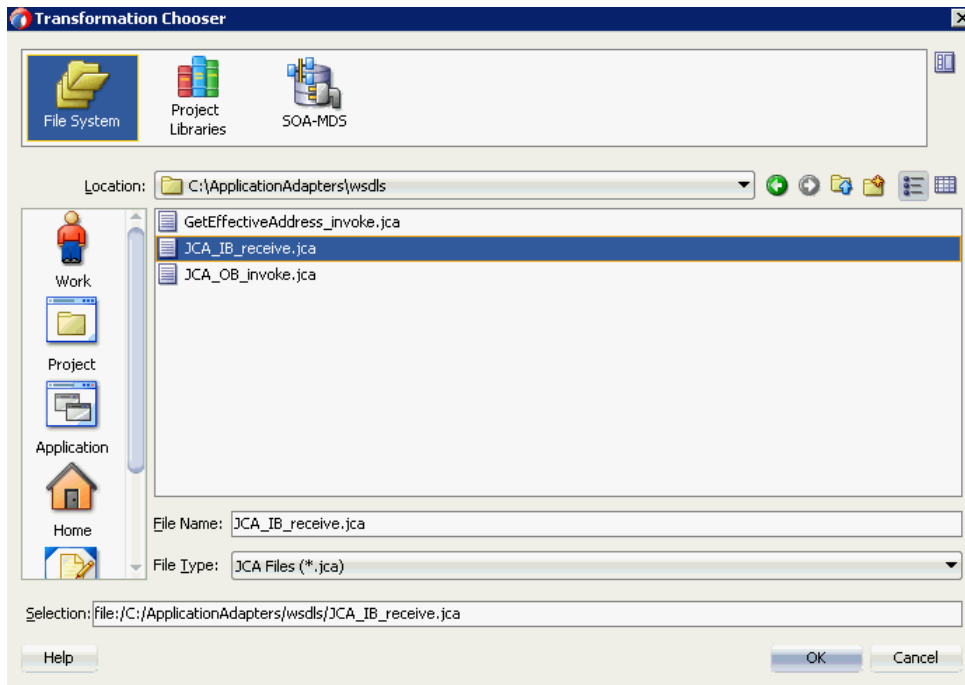 Transformation Chooser
File System
Project
Libraries
SOA-MDS
Location: C:\ApplicationAdapters\wsdls
GetEffectiveAddress_invoke.jca
JCA_IB_receive.jca
JCA_OB_invoke.jca
Work
Project
Application
Home
File Name: JCA_IB_receive.jca
File Type: JCA Files (*.jca)
Selection: file:/C:/ApplicationAdapters/wsdls/JCA_IB_receive.jca
Help
OK
Cancel